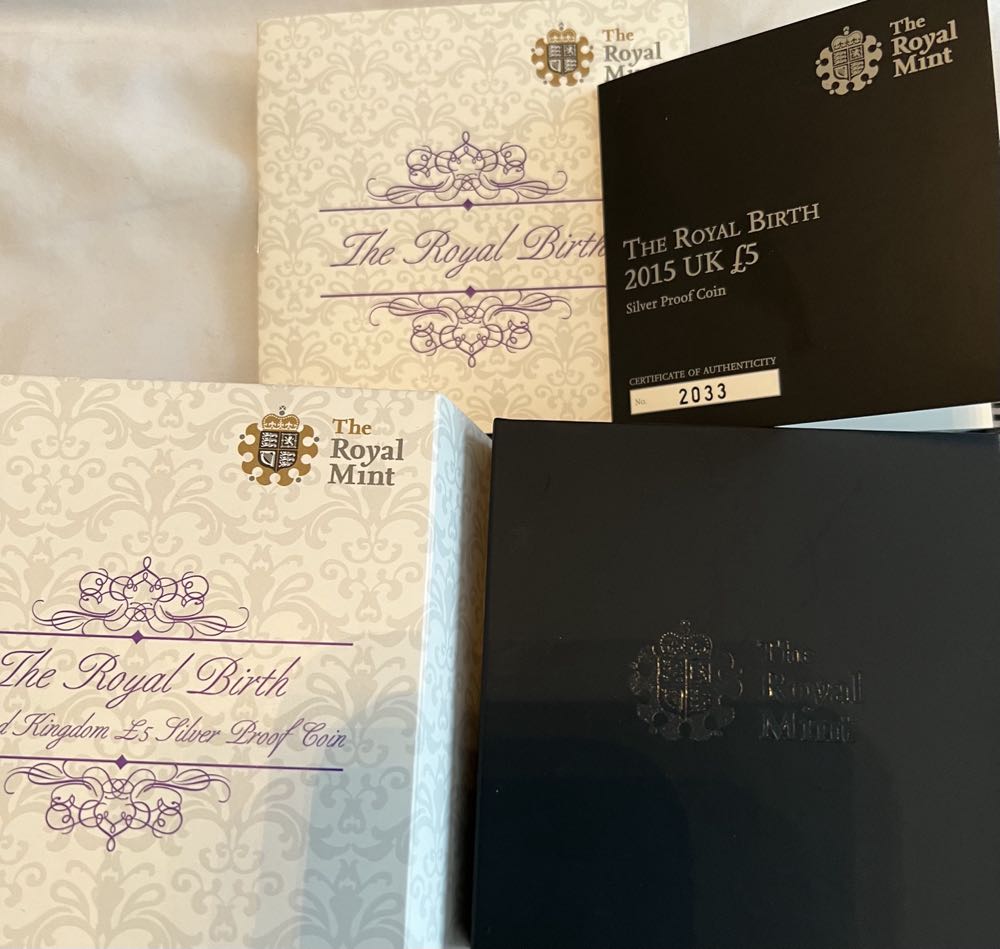 The
Royal
M
The Royal Birth
The
Royal
Mint
THE ROYAL BIRTH
2015 UK £5
Silver Proof Coin
CERTIFICATE OF AUTHENTICITY
No. 2033
The
Royal
Mint
The Royal Birth
d Kingdom £5 Silver Proof Coin
The
Royal
Mint